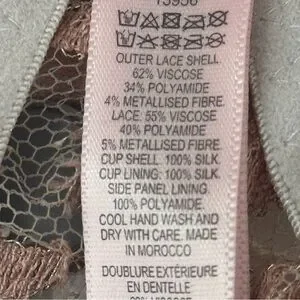 13958
OUTER LACE SHELL.
62% VISCOSE
34% POLYAMIDE
4% METALLISED FIBRE.
LACE: 55% VISCOSE
40% POLYAMIDE
5% METALLISED FIBRE.
CUP SHELL: 100% SILK.
CUP LINING: 100% SILK.
SIDE PANEL LINING.
100% POLYAMIDE.
COOL HAND WASH AND
DRY WITH CARE. MADE
IN MOROCCO
DOUBLURE EXTÉRIEURE
EN DENTELLE